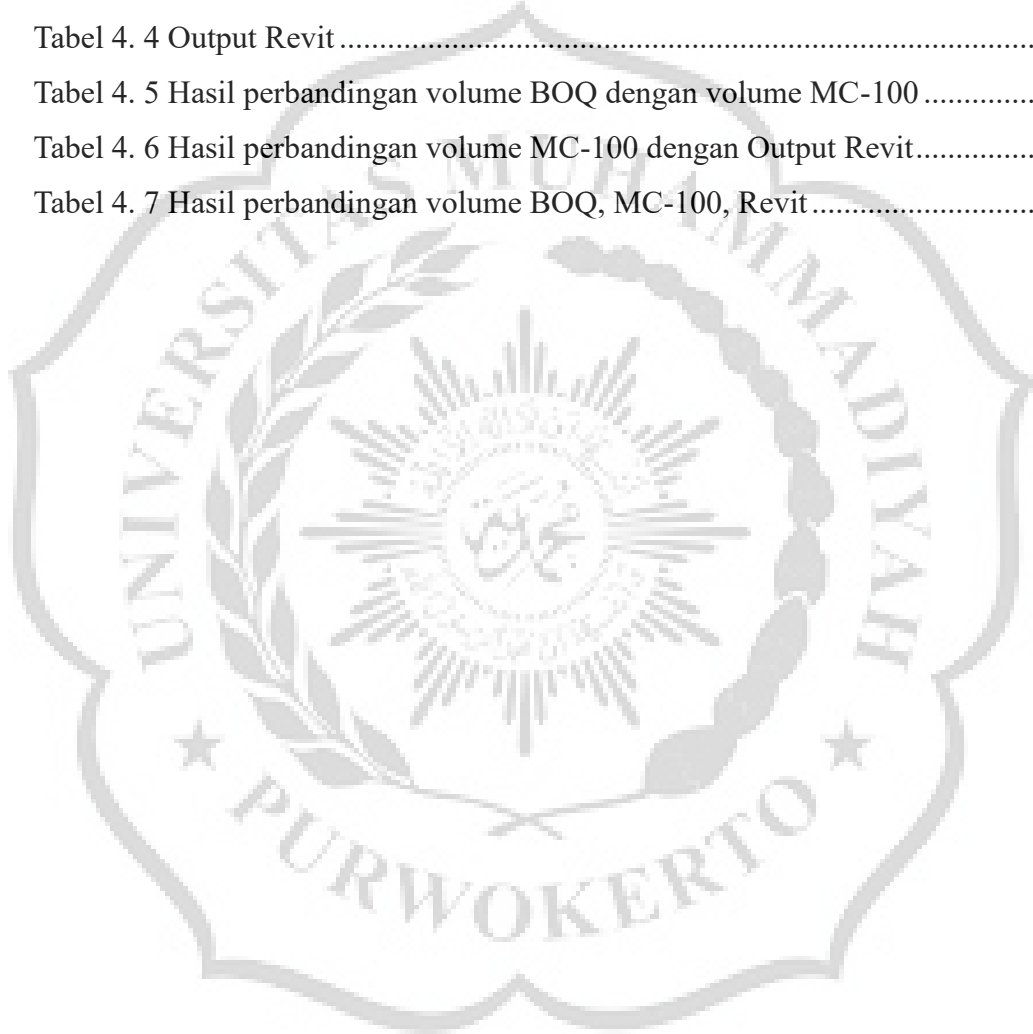 Tabel 4. 4 Output Revit
Tabel 4. 5 Hasil perbandingan volume BOQ dengan volume MC-100
Tabel 4. 6 Hasil perbandingan volume MC-100 dengan Output Revit
Tabel 4. 7 Hasil perbandingan volume BOQ, MC-100, Revit
UNIVERSITAS MUHAMMADIYAH
PURWOKERTO